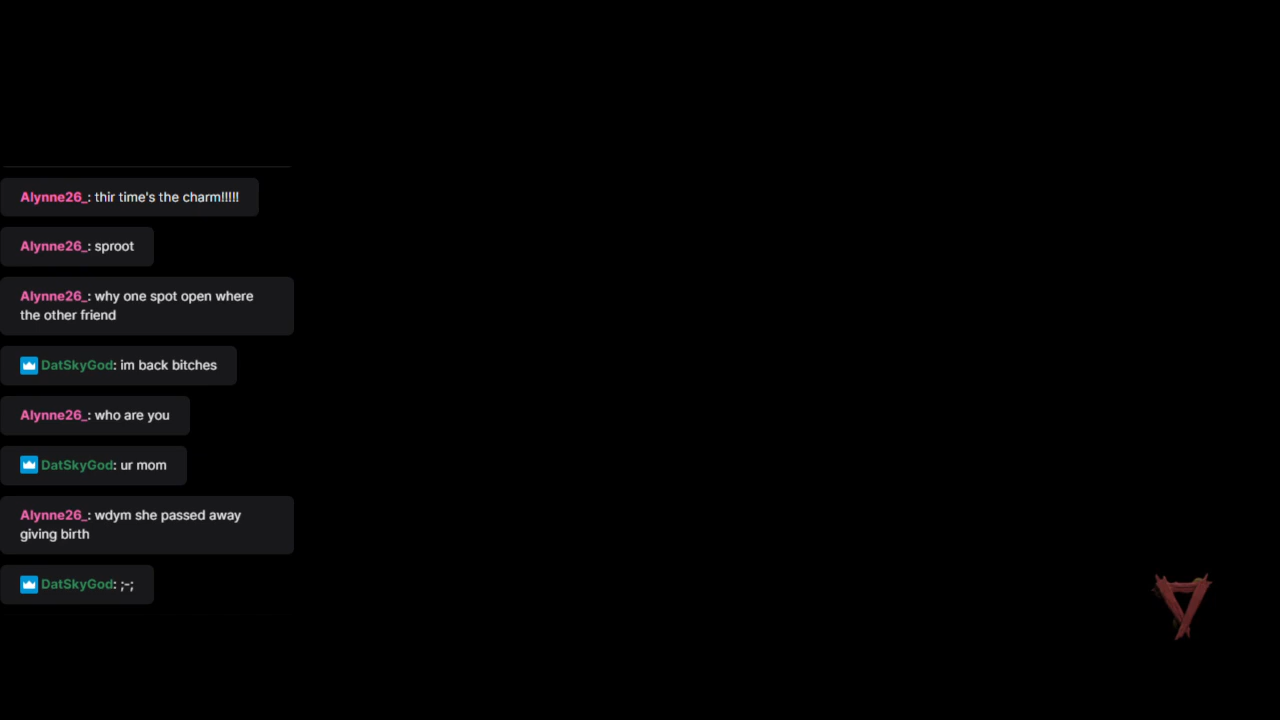 Alynne26_: thir time's the charm!!!!!
Alynne26_: sproot
Alynne26_: why one spot open where
the other friend
DatSkyGod: im back bitches
Alynne26_: who are you
DatSkyGod: ur mom
Alynne26_: wdym she passed away
giving birth
DatSkyGod: ;-;